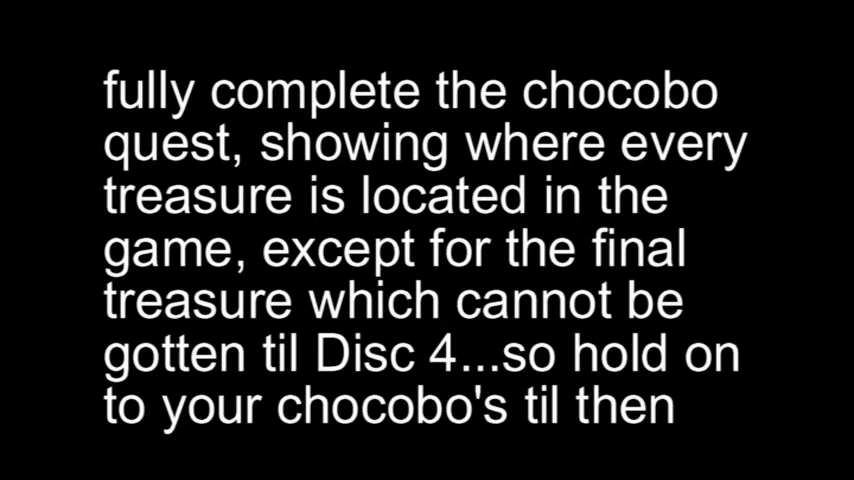 fully complete the chocobo
quest, showing where every
treasure is located in the
game, except for the final
treasure which cannot be
gotten til Disc 4...so hold on
to your chocobo's til then